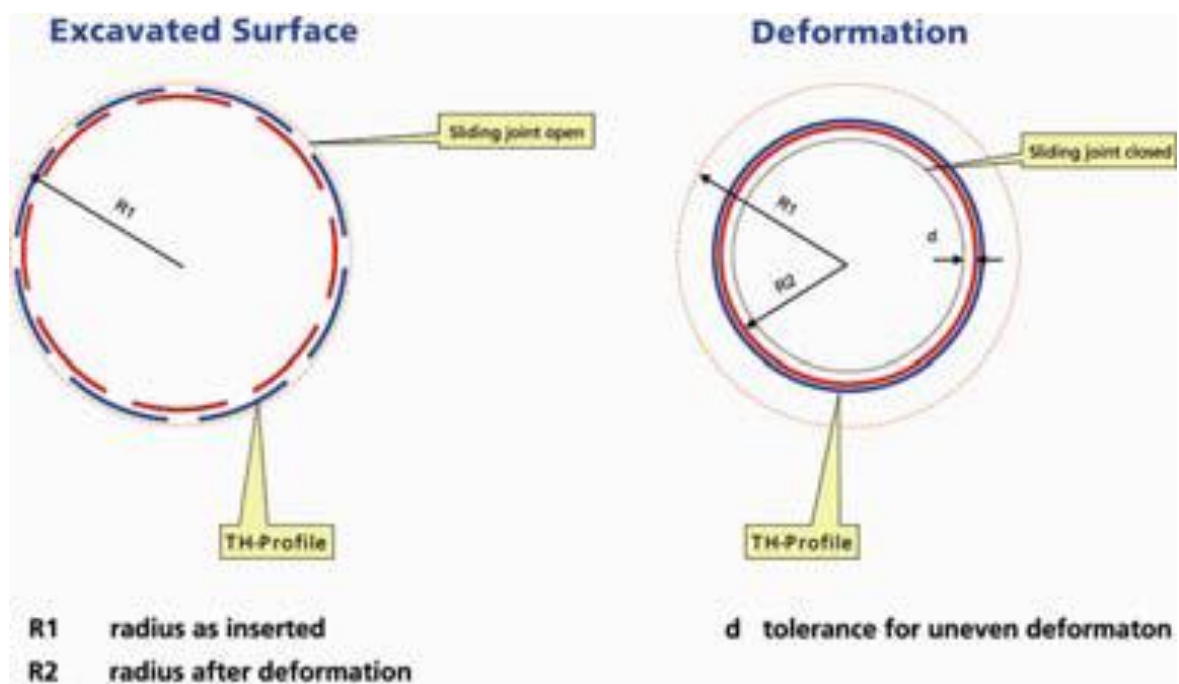 Excavated Surface
Deformation
Sliding joint open
R1
TH-Profile
Sliding joint closed
R1
d
R2
TH-Profile
R1 radius as inserted
R2 radius after deformation
d tolerance for uneven deformaton